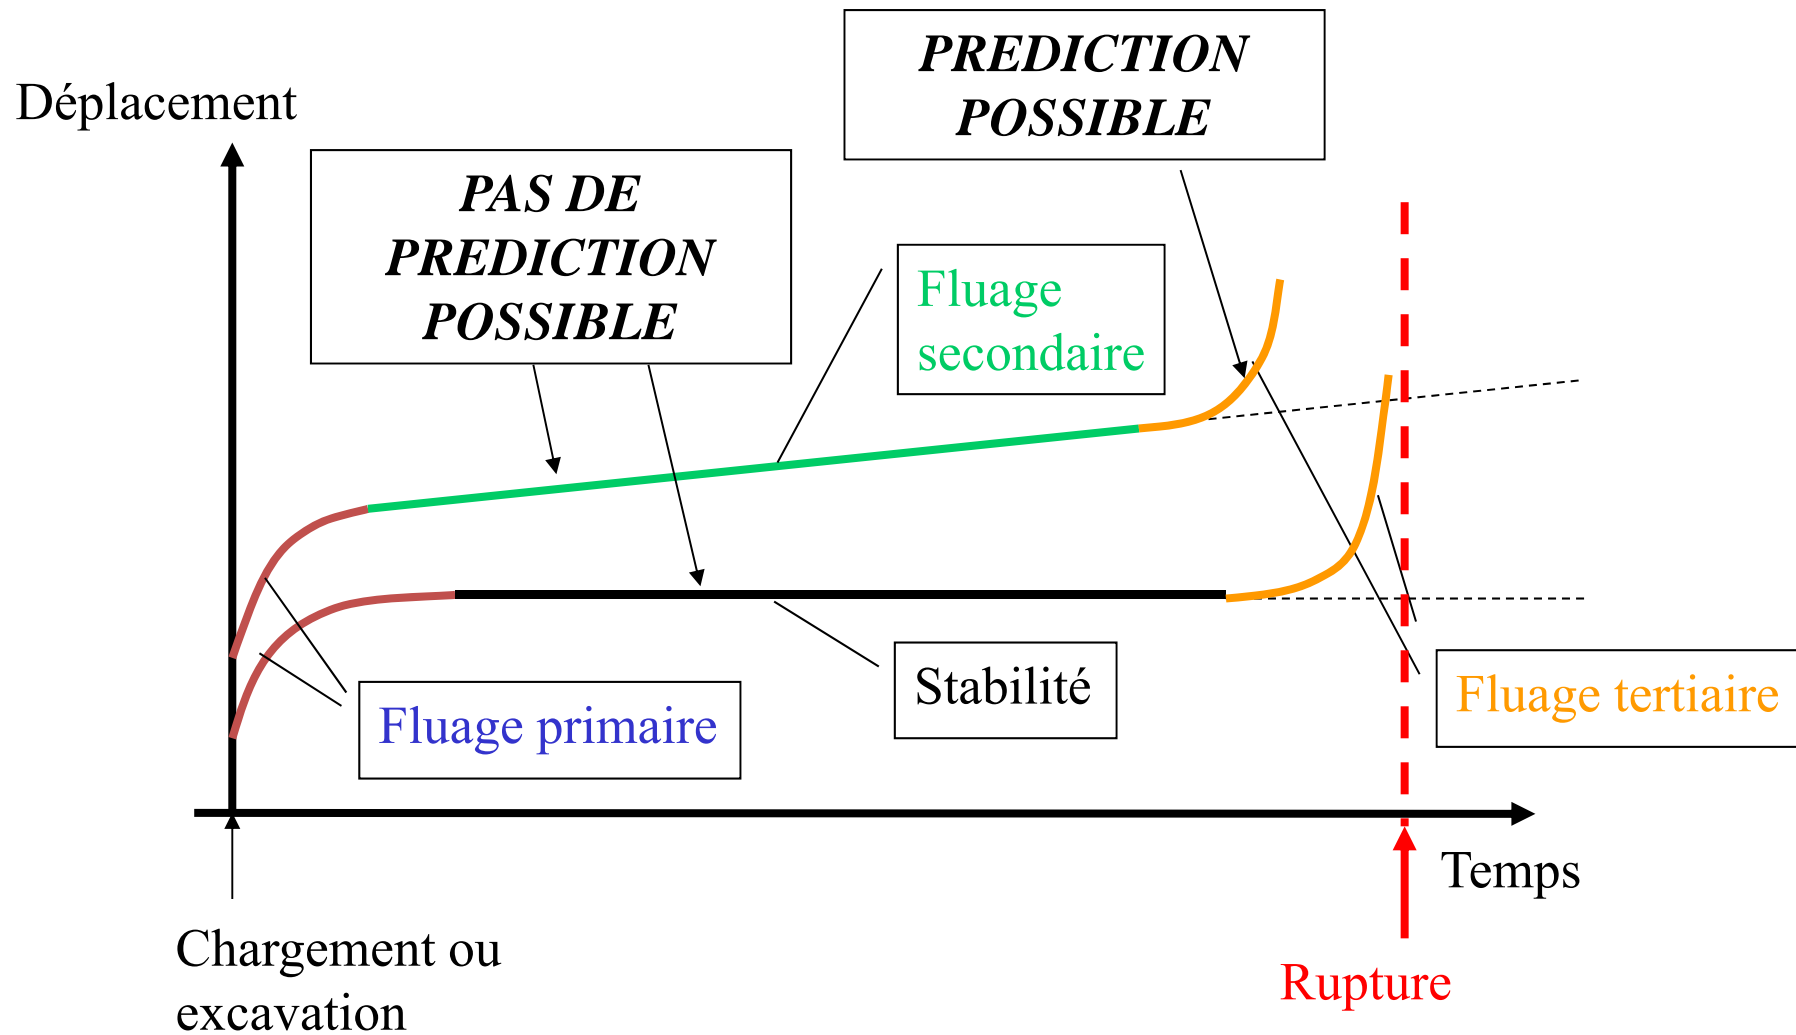 PREDICTION
POSSIBLE
Déplacement
PAS DE
PREDICTION
POSSIBLE
Fluage
secondaire
Stabilité
Fluage tertiaire
Fluage primaire
Temps
Chargement ou
excavation
Rupture